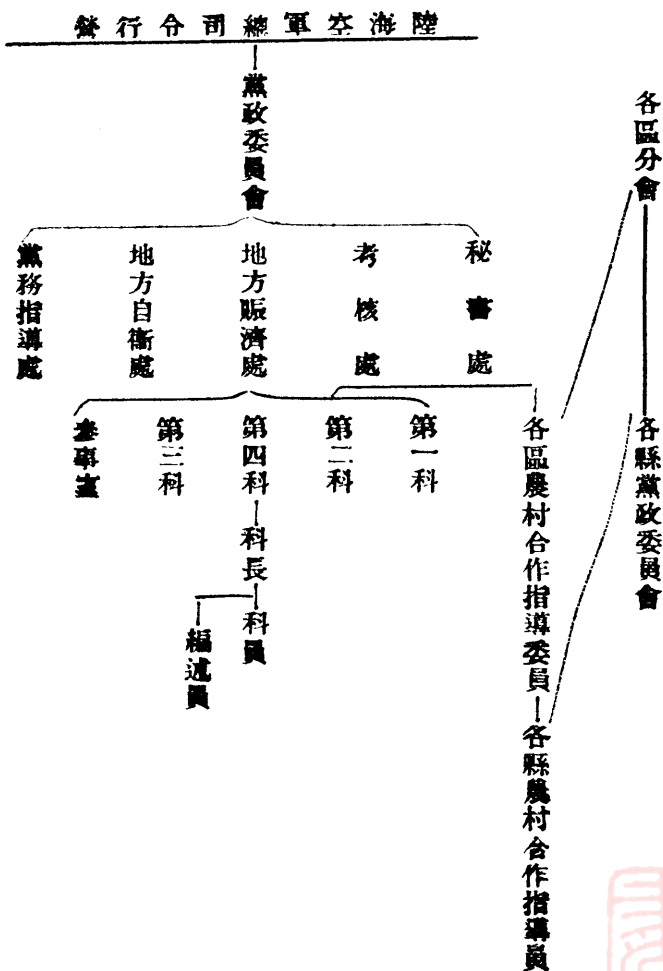 陸海空軍總司令行營
黨政委員會
各區分會
各縣黨政委員會
秘書處
考核處
地方賑濟處
地方自衞處
黨務指導處
各區農村合作指導委員
各縣農村合作指導員
第一科
第二科
第四科
第三科
參事室
科長
科員
編述員